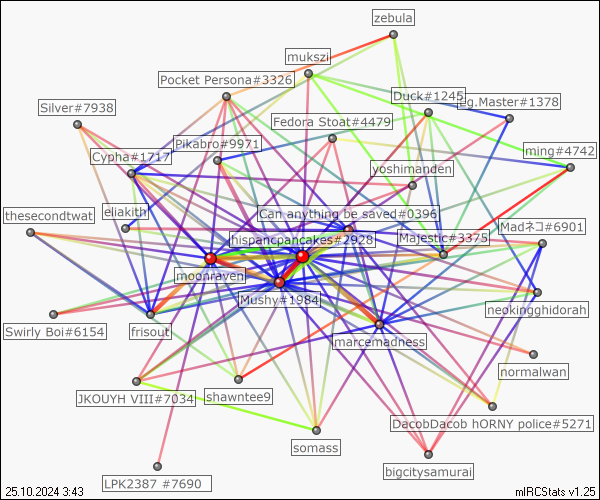 zebula
mukszi
Pocket Persona#3326
Duck#1245
Eg.Master#1378
Silver#7938
Fedora Stoat#4479
Pikabro#9971
ming#4742
Cypha#1717
yoshimanden
eliakith
thesecondtwat
Can anything be saved#0396
Madネコ#6901
hispanicpancakes#2928
Majestic#3375
moonraven
Mushy#1984
neokingghidorah
Swirly Boi#6154
frisout
marcemadness
normalwan
JKOUYH VIII#7034
shawntee9
DacobDacob hORNY police#5271
somass
bigcitysamurai
LPK2387 #7690
25.10.2024 3:43
mIRCStats v1.25